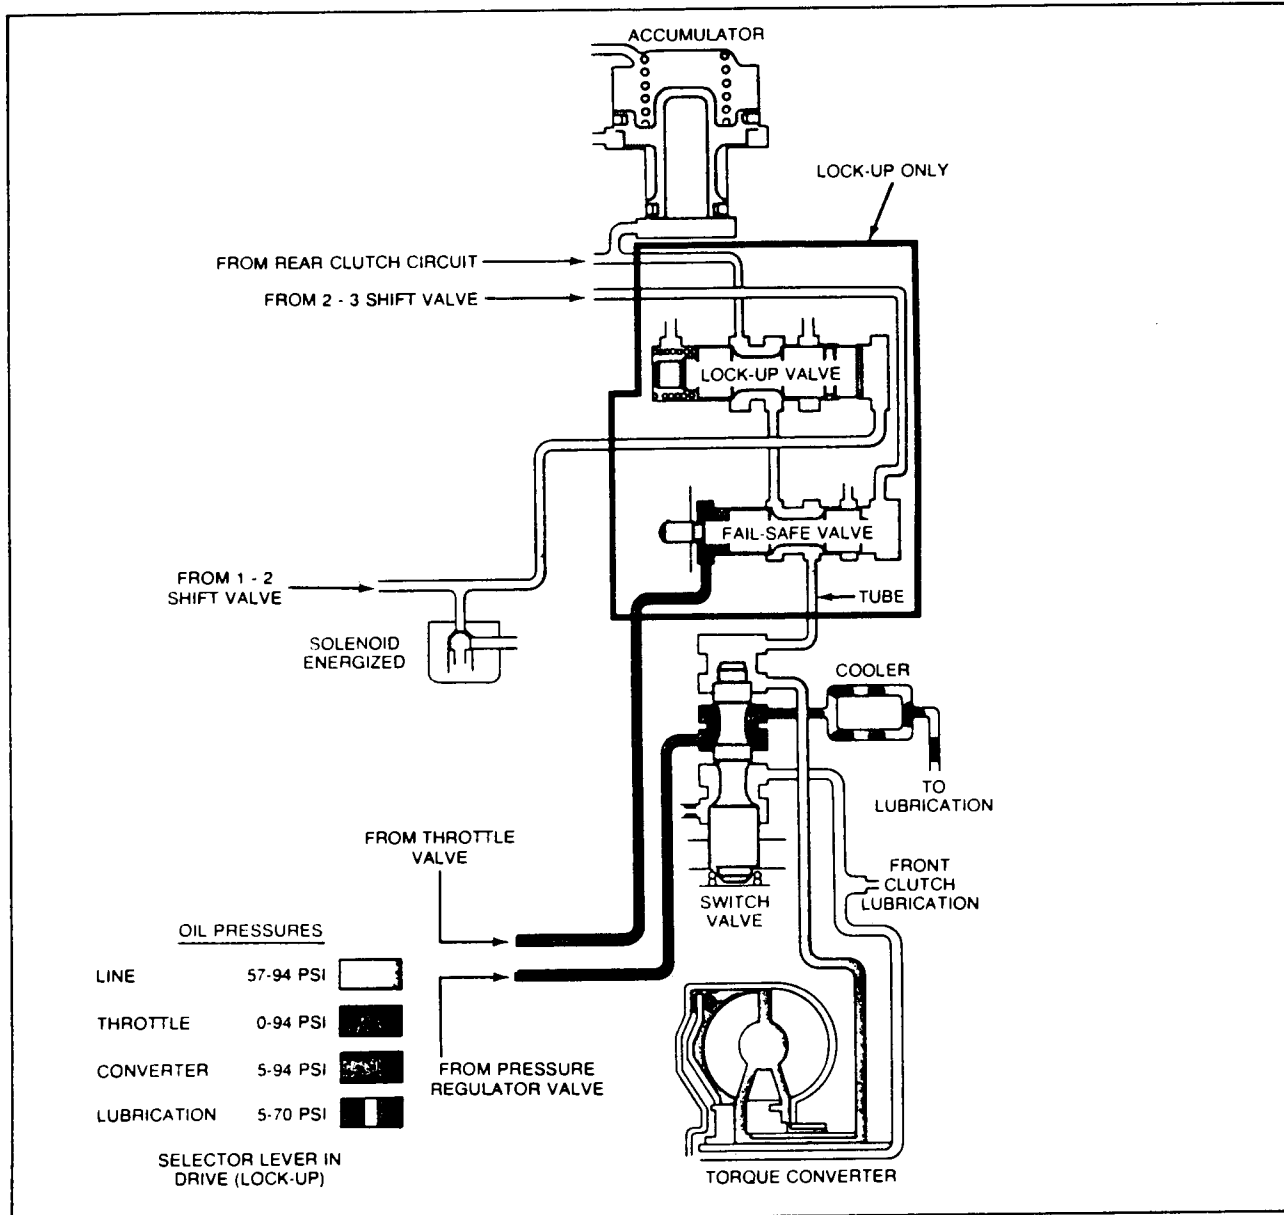 ACCUMULATOR
LOCK-UP ONLY
FROM REAR CLUTCH CIRCUIT
FROM 2 - 3 SHIFT VALVE
LOCK-UP VALVE
FAIL-SAFE VALVE
FROM 1 - 2
SHIFT VALVE
TUBE
SOLENOID
ENERGIZED
COOLER
TO
LUBRICATION
FROM THROTTLE
VALVE
FRONT
CLUTCH
LUBRICATION
SWITCH
VALVE
OIL PRESSURES
LINE 57-94 PSI
THROTTLE 0-94 PSI
CONVERTER 5-94 PSI
LUBRICATION 5-70 PSI
FROM PRESSURE
REGULATOR VALVE
SELECTOR LEVER IN
DRIVE (LOCK-UP)
TORQUE CONVERTER